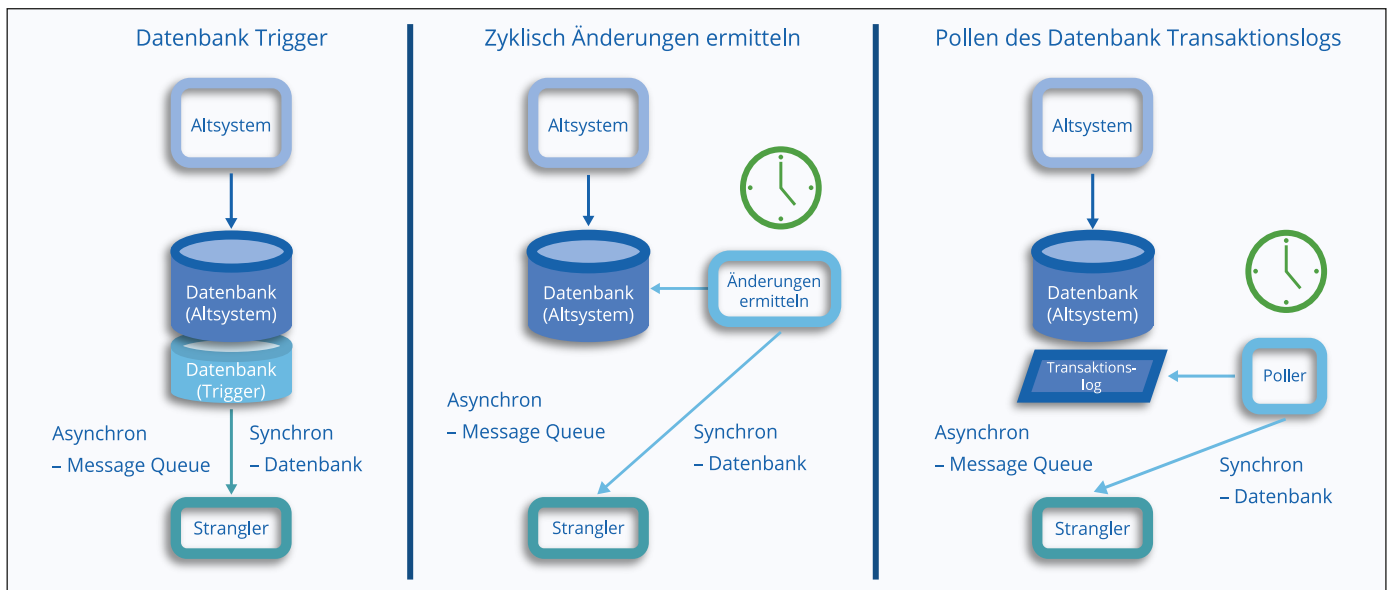 Datenbank Trigger
Altsystem
Datenbank
(Altsystem)
Datenbank
(Trigger)
Asynchron
– Message Queue
Synchron
– Datenbank
Strangler
Zyklisch Änderungen ermitteln
Altsystem
Datenbank
(Altsystem)
Änderungen
ermitteln
Asynchron
– Message Queue
Synchron
– Datenbank
Strangler
Pollen des Datenbank Transaktionslogs
Altsystem
Datenbank
(Altsystem)
Transaktions-
log
Poller
Asynchron
– Message Queue
Synchron
– Datenbank
Strangler